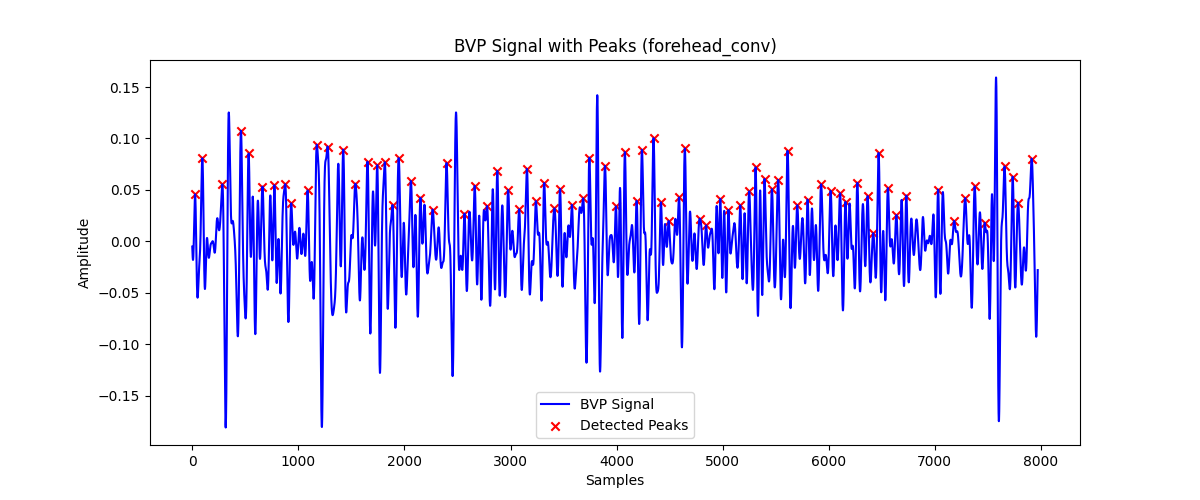 BVP Signal with Peaks (forehead_conv)
0.15
0.10
0.05
0.00
−0.05
−0.10
−0.15
Amplitude
BVP Signal
Detected Peaks
0 1000 2000 3000 4000 5000 6000 7000 8000
Samples